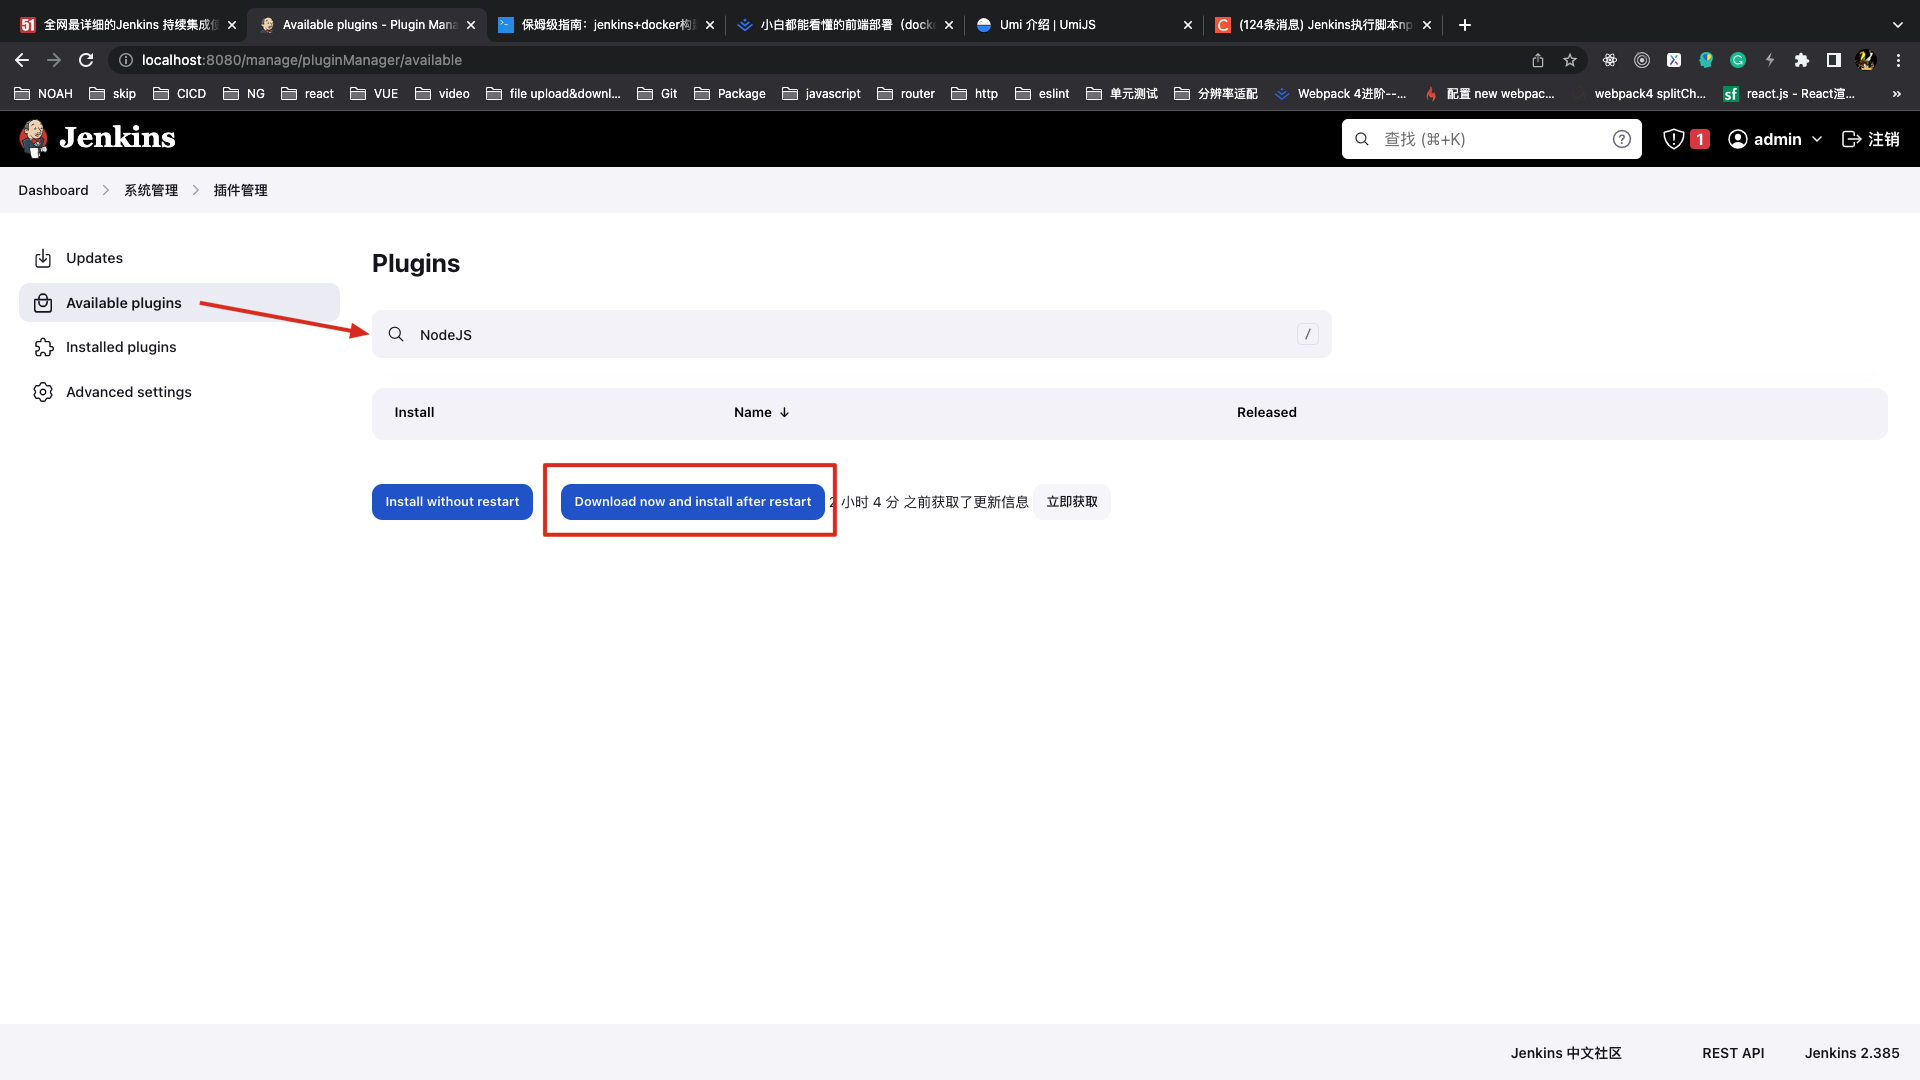 51 全网最详细的Jenkins 持续集成使
Available plugins - Plugin Mana
保姆级指南：jenkins+docker构
小白都能看懂的前端部署（dock
Umi 介绍 | UmiJS
C (124条消息) Jenkins执行脚本np
localhost:8080/manage/pluginManager/available
NOAH skip CICD NG react VUE video file upload&downl... Git Package javascript router http eslint 单元测试 分辨率适配 Webpack 4进阶--... 配置 new webpac... webpack4 splitCh... sf react.js - React渲... »
Jenkins
查找 (⌘+K)
1
admin
注销
Dashboard 系统管理 插件管理
Updates
Available plugins
Installed plugins
Advanced settings
Plugins
NodeJS /
Install Name ↓ Released
Install without restart Download now and install after restart 2 小时 4 分 之前获取了更新信息 立即获取
Jenkins 中文社区 REST API Jenkins 2.385